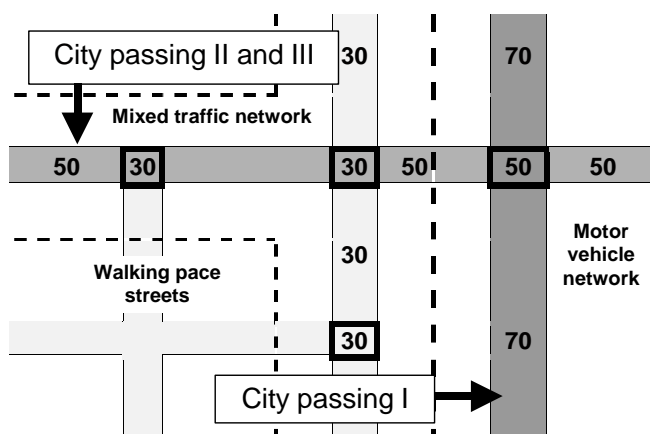 City passing II and III
30
70
Mixed traffic network
50
30
30
50
50
50
30
Motor
vehicle
network
Walking pace
streets
30
70
City passing I